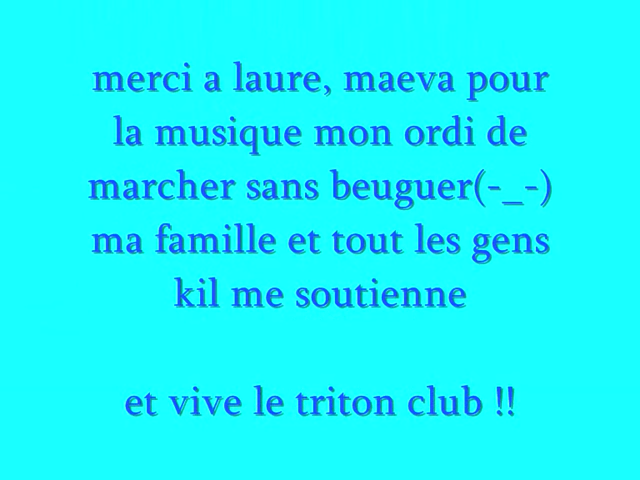 merci a laure, maeva pour
la musique mon ordi de
marcher sans beuguer(-_-)
ma famille et tout les gens
kil me soutienne
et vive le triton club !!